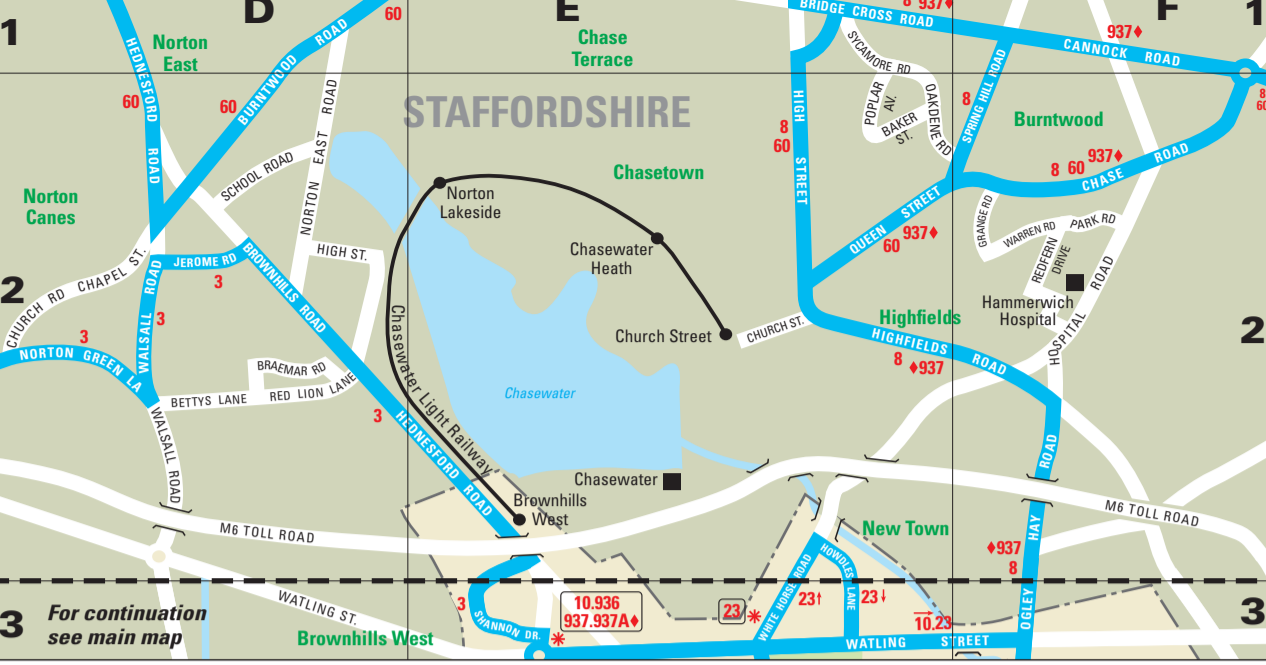 1
D
E
F
1
60
8 937♦
BRIDGE CROSS ROAD
937♦
CANNOCK ROAD
HEDNESFORD ROAD
Norton
East
BURNTWOOD ROAD
Chase
Terrace
SYCAMORE RD
60
60
NORTON EAST ROAD
STAFFORDSHIRE
8
60
HIGH STREET
POPLAR AV.
BAKER ST.
OAKDENE RD
8
SPRING HILL ROAD
Burntwood
8
60
8 60 937♦
CHASE ROAD
SCHOOL ROAD
Chasetown
Norton
Canes
Norton
Lakeside
QUEEN STREET
60 937♦
GRANGE RD
WARREN RD
PARK RD
REDFERN DRIVE
Chasewater
Heath
HIGH ST.
2
CHURCH RD
CHAPEL ST.
JEROME RD
3
BROWNHILLS ROAD
WALSALL ROAD
3
3
NORTON GREEN LA
Church Street
CHURCH ST.
Highfields
HIGHFIELDS ROAD
8 ♦937
Hammerwich
Hospital
HOSPITAL ROAD
2
BRAEMAR RD
BETTYS LANE
RED LION LANE
Chasewater Light Railway
Chasewater
3
HEDNESFORD ROAD
WALSALL ROAD
Chasewater
Brownhills
West
M6 TOLL ROAD
M6 TOLL ROAD
New Town
ROAD
HAY
♦937
8
OGLEY
HOWDLES LANE
WHITE HORSE ROAD
23↑
23↓
3
For continuation
see main map
WATLING ST.
Brownhills West
3
SHANNON DR.
10.936
937.937A♦
23
10.23
WATLING STREET
3